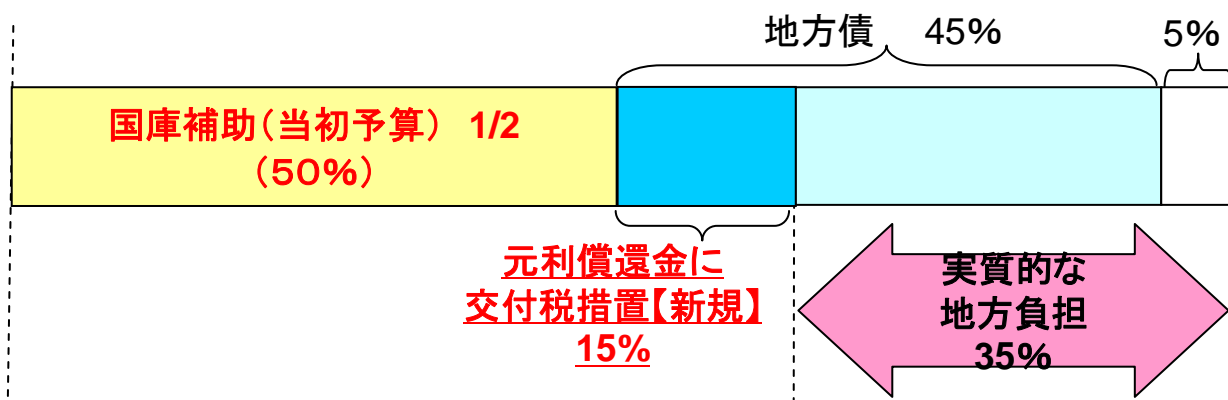 地方債 45%
5%
国庫補助(当初予算) 1/2
(50%)
元利償還金に
交付税措置【新規】
15%
実質的な
地方負担
35%